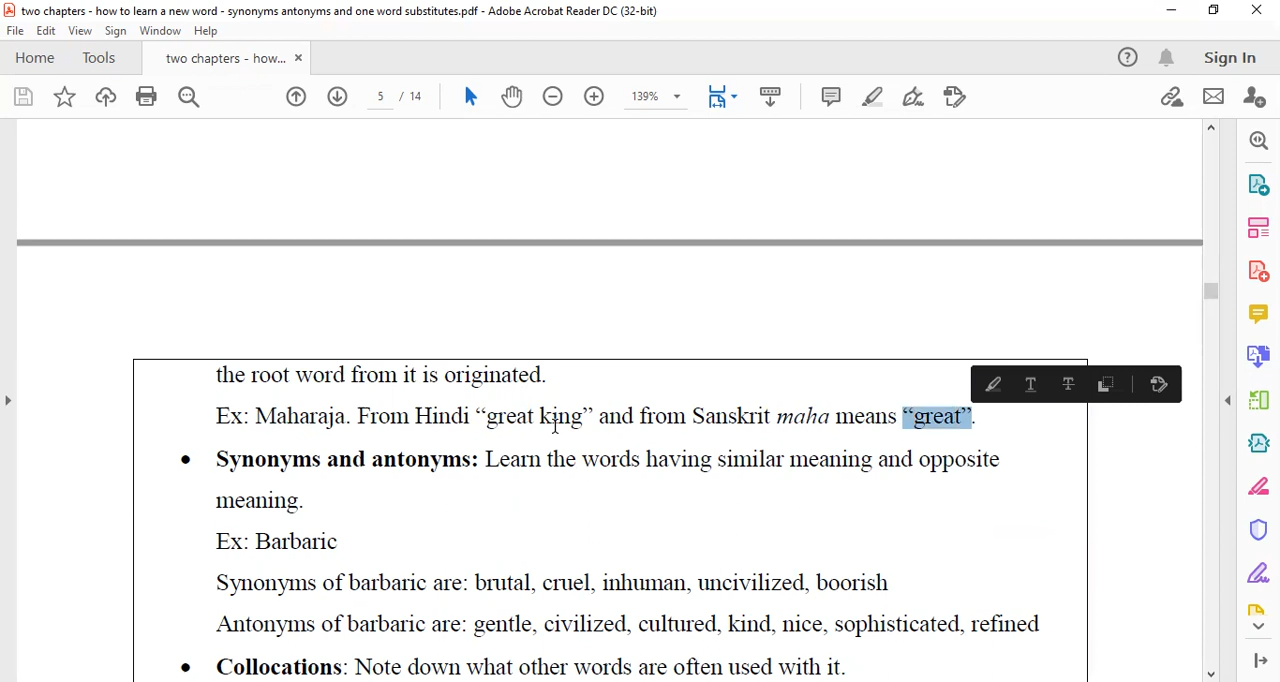 two chapters - how to learn a new word - synonyms antonyms and one word substitutes.pdf - Adobe Acrobat Reader DC (32-bit)
File Edit View Sign Window Help
Home Tools two chapters - how... × Sign In
5 / 14 139%
the root word from it is originated.
Ex: Maharaja. From Hindi “great king” and from Sanskrit maha means “great”.
• Synonyms and antonyms: Learn the words having similar meaning and opposite
meaning.
Ex: Barbaric
Synonyms of barbaric are: brutal, cruel, inhuman, uncivilized, boorish
Antonyms of barbaric are: gentle, civilized, cultured, kind, nice, sophisticated, refined
• Collocations: Note down what other words are often used with it.